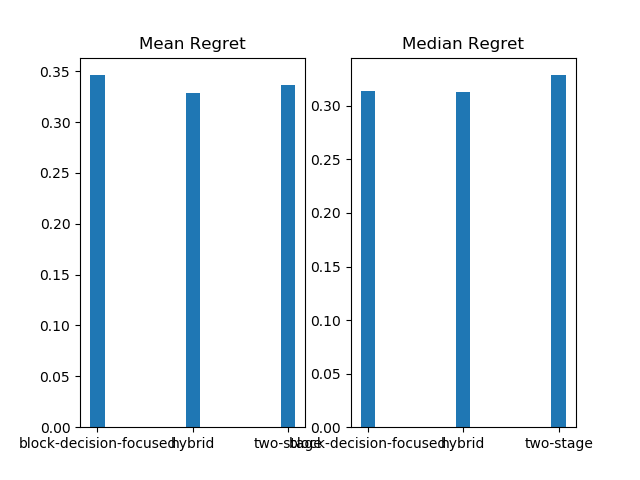 Mean Regret
0.35
0.30
0.25
0.20
0.15
0.10
0.05
0.00
block-decision-focused
hybrid
two-stage
Median Regret
0.30
0.25
0.20
0.15
0.10
0.05
0.00
block-decision-focused
hybrid
two-stage